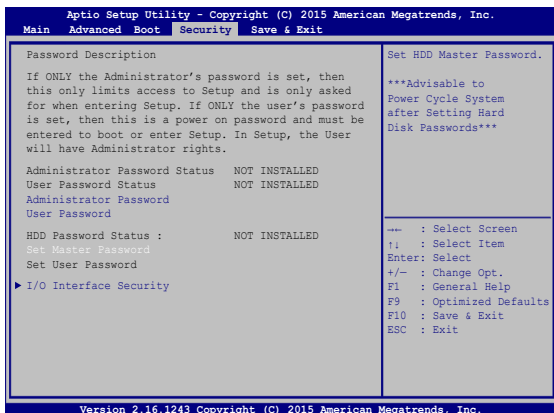 Aptio Setup Utility - Copyright (C) 2015 American Megatrends, Inc.
Main Advanced Boot Security Save & Exit
Password Description
If ONLY the Administrator’s password is set, then
this only limits access to Setup and is only asked
for when entering Setup. If ONLY the user’s password
is set, then this is a power on password and must be
entered to boot or enter Setup. In Setup, the User
will have Administrator rights.
Administrator Password Status NOT INSTALLED
User Password Status NOT INSTALLED
Administrator Password
User Password
HDD Password Status : NOT INSTALLED
Set Master Password
Set User Password
I/O Interface Security
Set HDD Master Password.
***Advisable to
Power Cycle System
after Setting Hard
Disk Passwords***
→← : Select Screen
↑↓ : Select Item
Enter: Select
+/— : Change Opt.
F1 : General Help
F9 : Optimized Defaults
F10 : Save & Exit
ESC : Exit
Version 2.16.1243 Copyright (C) 2015 American Megatrends, Inc.